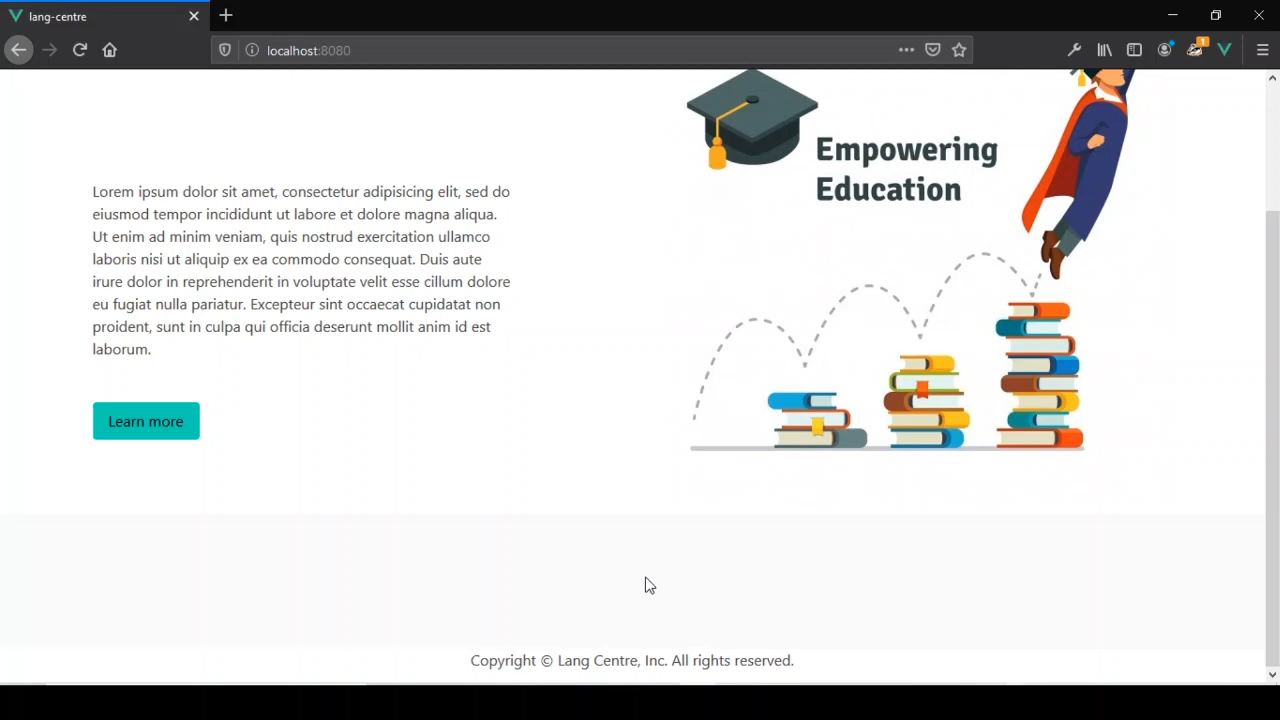 lang-centre
localhost:8080
1
Empowering
Education
Lorem ipsum dolor sit amet, consectetur adipisicing elit, sed do
eiusmod tempor incididunt ut labore et dolore magna aliqua.
Ut enim ad minim veniam, quis nostrud exercitation ullamco
laboris nisi ut aliquip ex ea commodo consequat. Duis aute
irure dolor in reprehenderit in voluptate velit esse cillum dolore
eu fugiat nulla pariatur. Excepteur sint occaecat cupidatat non
proident, sunt in culpa qui officia deserunt mollit anim id est
laborum.
Learn more
Copyright © Lang Centre, Inc. All rights reserved.